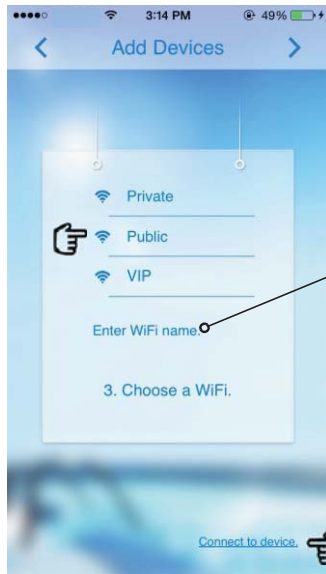 3:14 PM 49%
Add Devices
Private
Public
VIP
Enter WiFi name.
3. Choose a WiFi.
Connect to device.